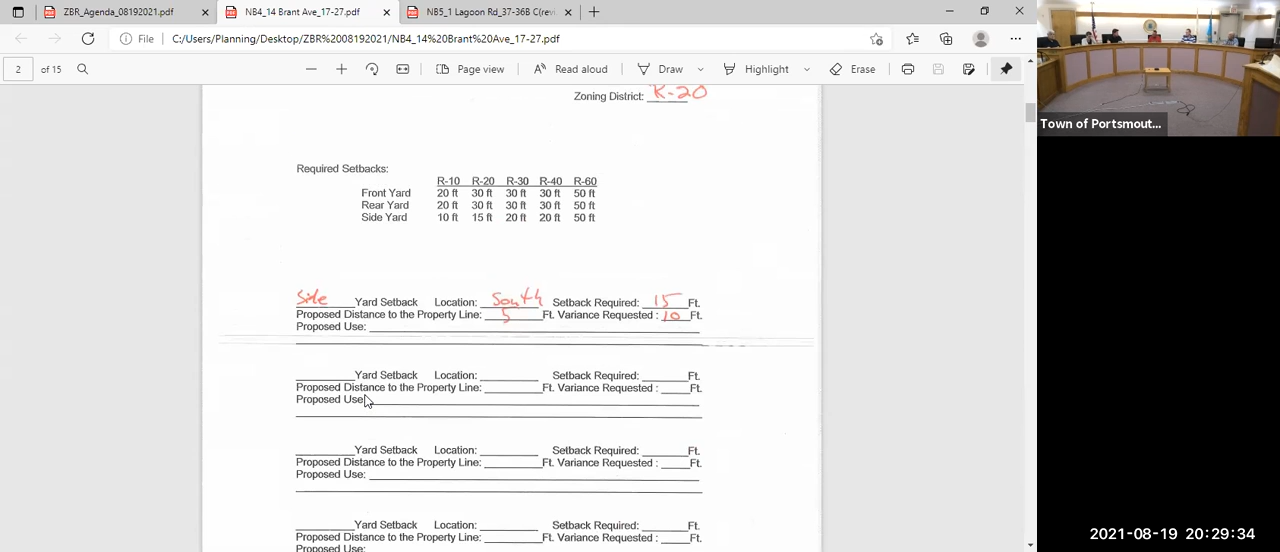 ZBR_Agenda_08192021.pdf
NB4_14 Brant Ave_17-27.pdf
NB5_1 Lagoon Rd_37-36B C(rev
File C:/Users/Planning/Desktop/ZBR%2008192021/NB4_14%20Brant%20Ave_17-27.pdf
2 of 15 Page view Read aloud Draw Highlight Erase
Zoning District: R-20
Required Setbacks:
R-10 R-20 R-30 R-40 R-60
Front Yard 20 ft 30 ft 30 ft 30 ft 50 ft
Rear Yard 20 ft 30 ft 30 ft 30 ft 50 ft
Side Yard 10 ft 15 ft 20 ft 20 ft 50 ft
Side Yard Setback Location: South Setback Required: 15 Ft.
Proposed Distance to the Property Line: 5 Ft. Variance Requested : 10 Ft.
Proposed Use:
Yard Setback Location: Setback Required: Ft.
Proposed Distance to the Property Line: Ft. Variance Requested : Ft.
Proposed Use:
Yard Setback Location: Setback Required: Ft.
Proposed Distance to the Property Line: Ft. Variance Requested : Ft.
Proposed Use:
Yard Setback Location: Setback Required: Ft.
Proposed Distance to the Property Line: Ft. Variance Requested : Ft.
Proposed Use:
Town of Portsmout...
2021-08-19 20:29:34